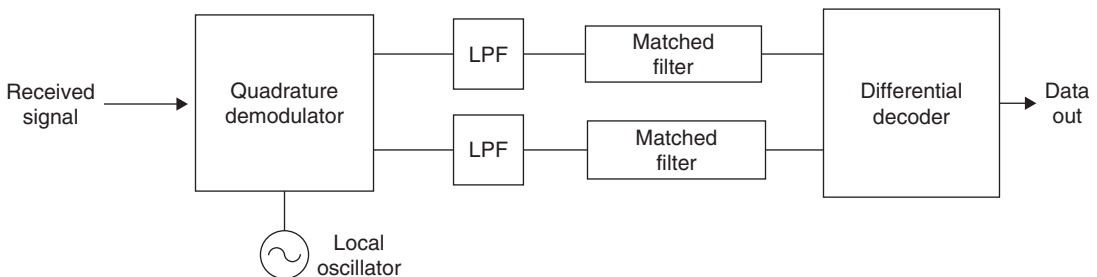 Received
signal
Quadrature
demodulator
LPF
Matched
filter
LPF
Matched
filter
Differential
decoder
Data
out
Local
oscillator